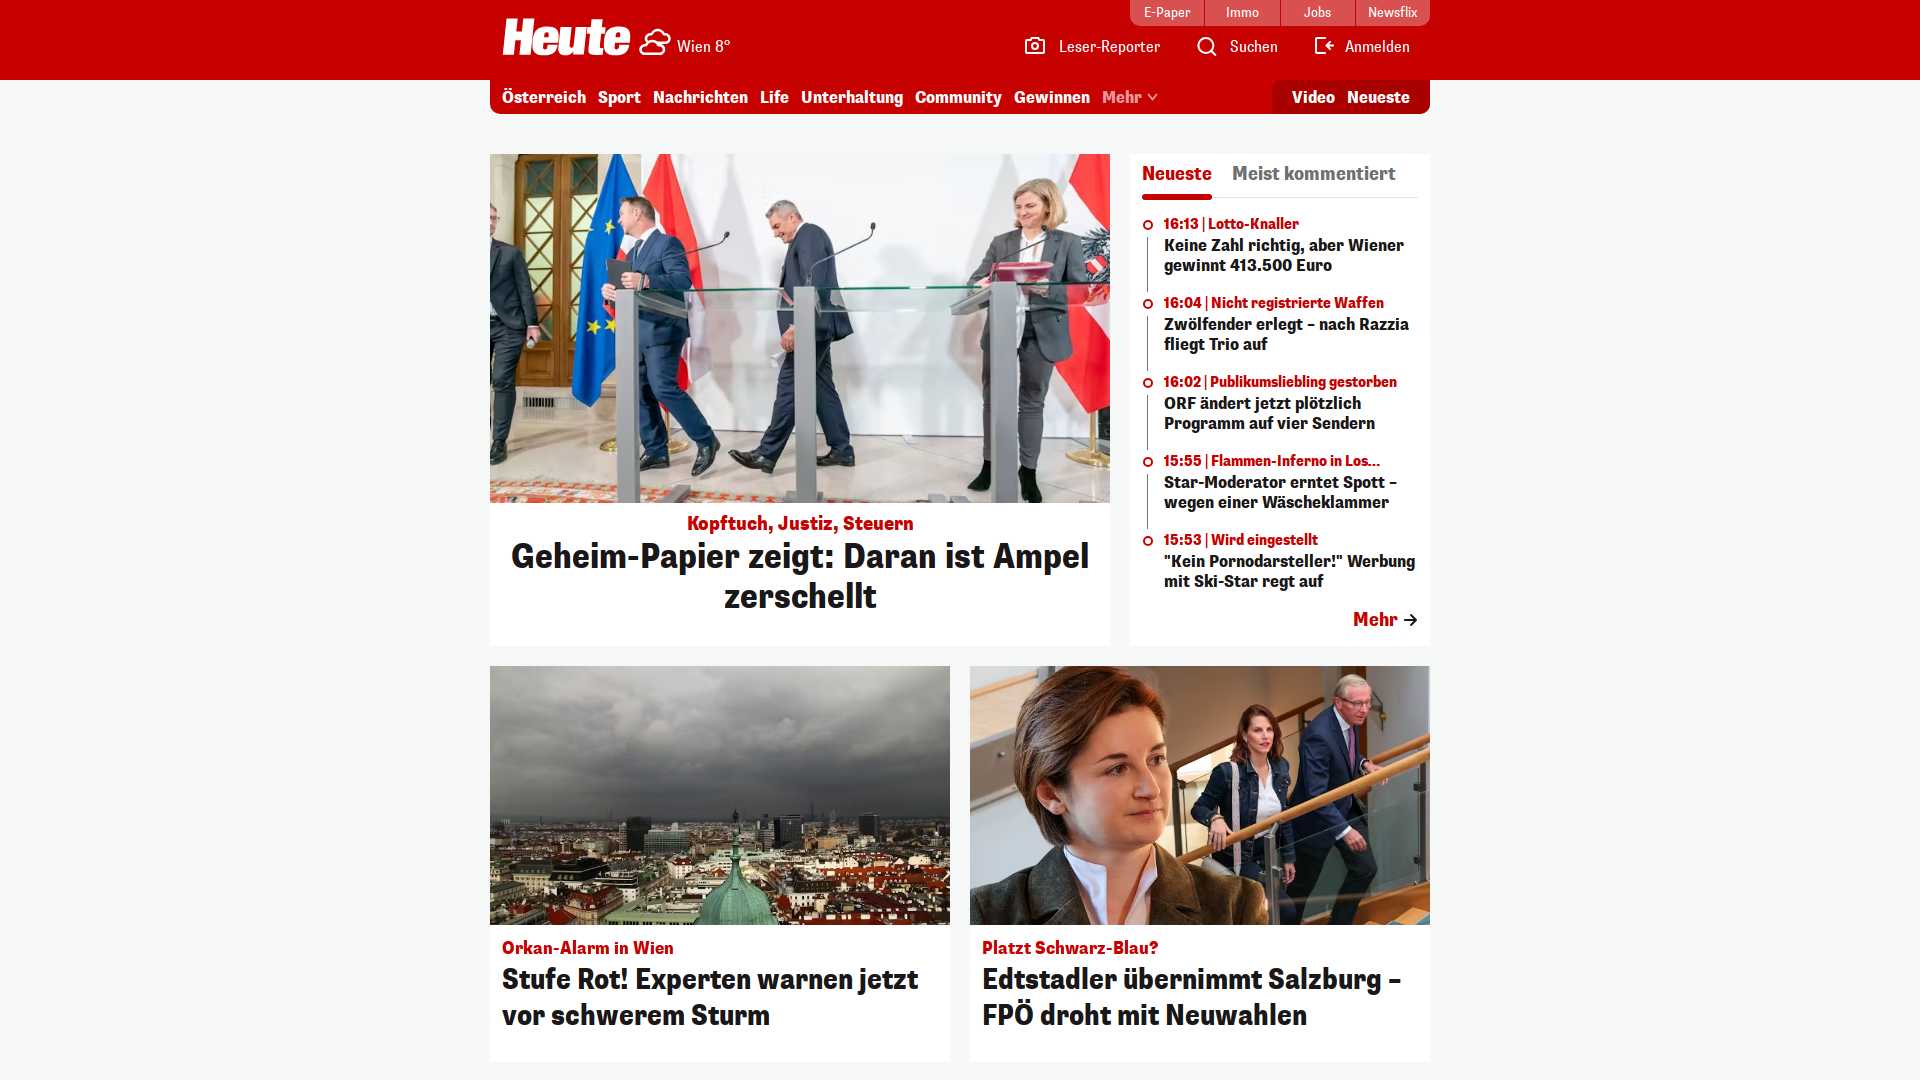 E-Paper
Immo
Jobs
Newsflix
Heute
Wien 8°
Leser-Reporter
Suchen
Anmelden
Österreich
Sport
Nachrichten
Life
Unterhaltung
Community
Gewinnen
Mehr
Video
Neueste
Kopftuch, Justiz, Steuern
Geheim-Papier zeigt: Daran ist Ampel
zerschellt
Neueste
Meist kommentiert
16:13 | Lotto-Knaller
Keine Zahl richtig, aber Wiener
gewinnt 413.500 Euro
16:04 | Nicht registrierte Waffen
Zwölfender erlegt – nach Razzia
fliegt Trio auf
16:02 | Publikumsliebling gestorben
ORF ändert jetzt plötzlich
Programm auf vier Sendern
15:55 | Flammen-Inferno in Los...
Star-Moderator erntet Spott –
wegen einer Wäscheklammer
15:53 | Wird eingestellt
"Kein Pornodarsteller!" Werbung
mit Ski-Star regt auf
Mehr
Orkan-Alarm in Wien
Stufe Rot! Experten warnen jetzt
vor schwerem Sturm
Platzt Schwarz-Blau?
Edtstadler übernimmt Salzburg –
FPÖ droht mit Neuwahlen